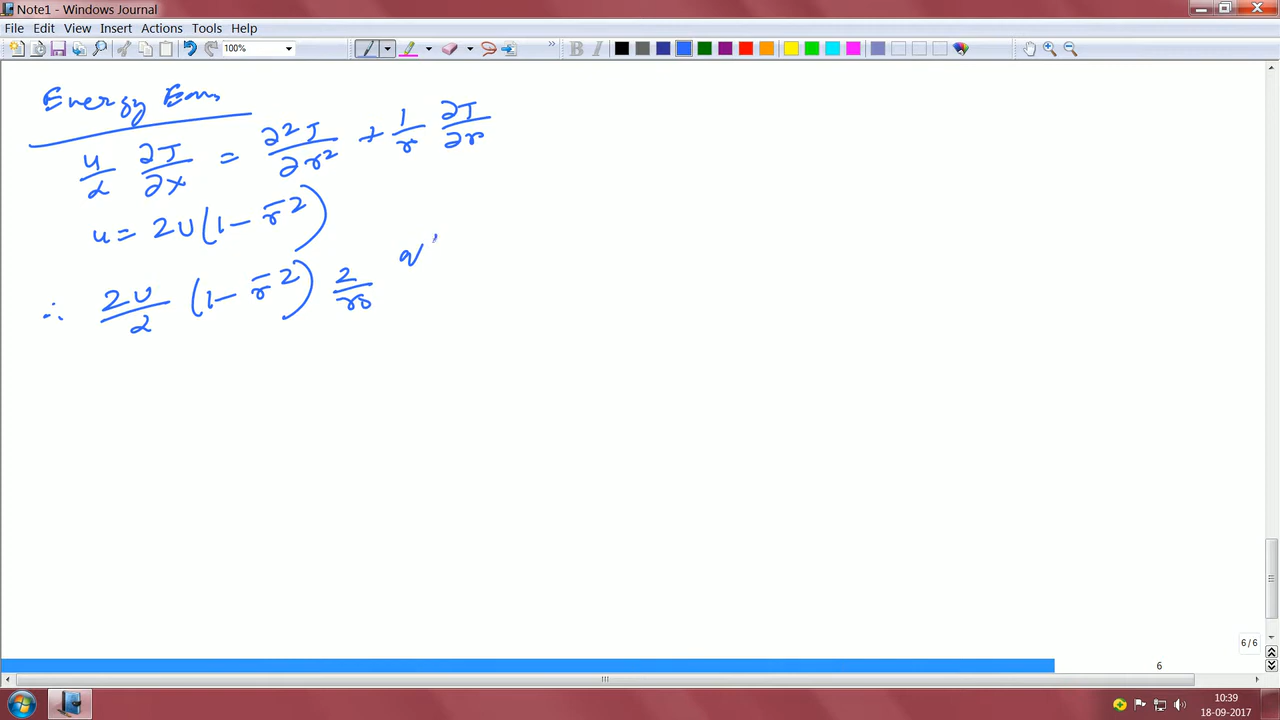 Note1 - Windows Journal
File Edit View Insert Actions Tools Help
100%
B I
Energy Eqn
u/α ∂T/∂x = ∂²T/∂r² + 1/r ∂T/∂r
u = 2U(1 - r̄²)
∴ 2U/α (1 - r̄²) 2/r₀ q'
6/6
6
10:39
18-09-2017